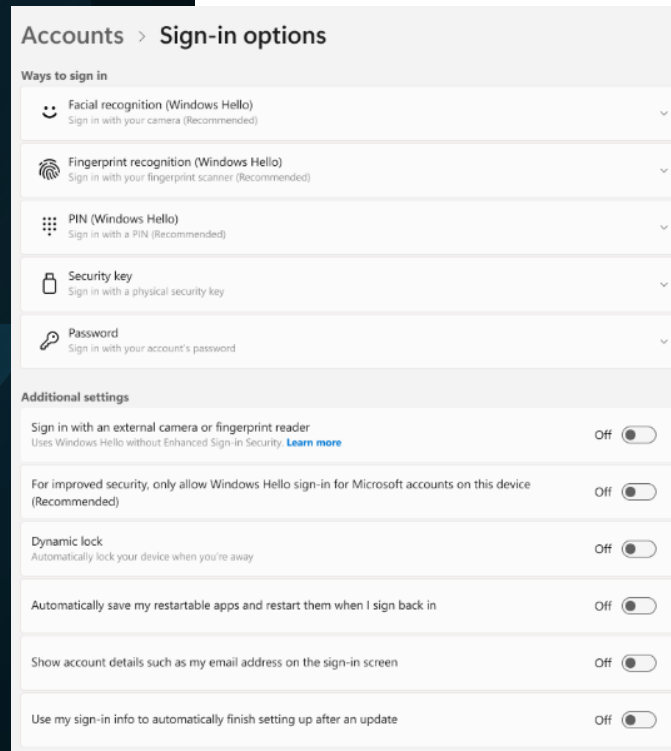 Accounts > Sign-in options
Ways to sign in
Facial recognition (Windows Hello)
Sign in with your camera (Recommended)
Fingerprint recognition (Windows Hello)
Sign in with your fingerprint scanner (Recommended)
PIN (Windows Hello)
Sign in with a PIN (Recommended)
Security key
Sign in with a physical security key
Password
Sign in with your account's password
Additional settings
Sign in with an external camera or fingerprint reader
Uses Windows Hello without Enhanced Sign-in Security. Learn more
Off
For improved security, only allow Windows Hello sign-in for Microsoft accounts on this device
(Recommended)
Off
Dynamic lock
Automatically lock your device when you're away
Off
Automatically save my restartable apps and restart them when I sign back in
Off
Show account details such as my email address on the sign-in screen
Off
Use my sign-in info to automatically finish setting up after an update
Off